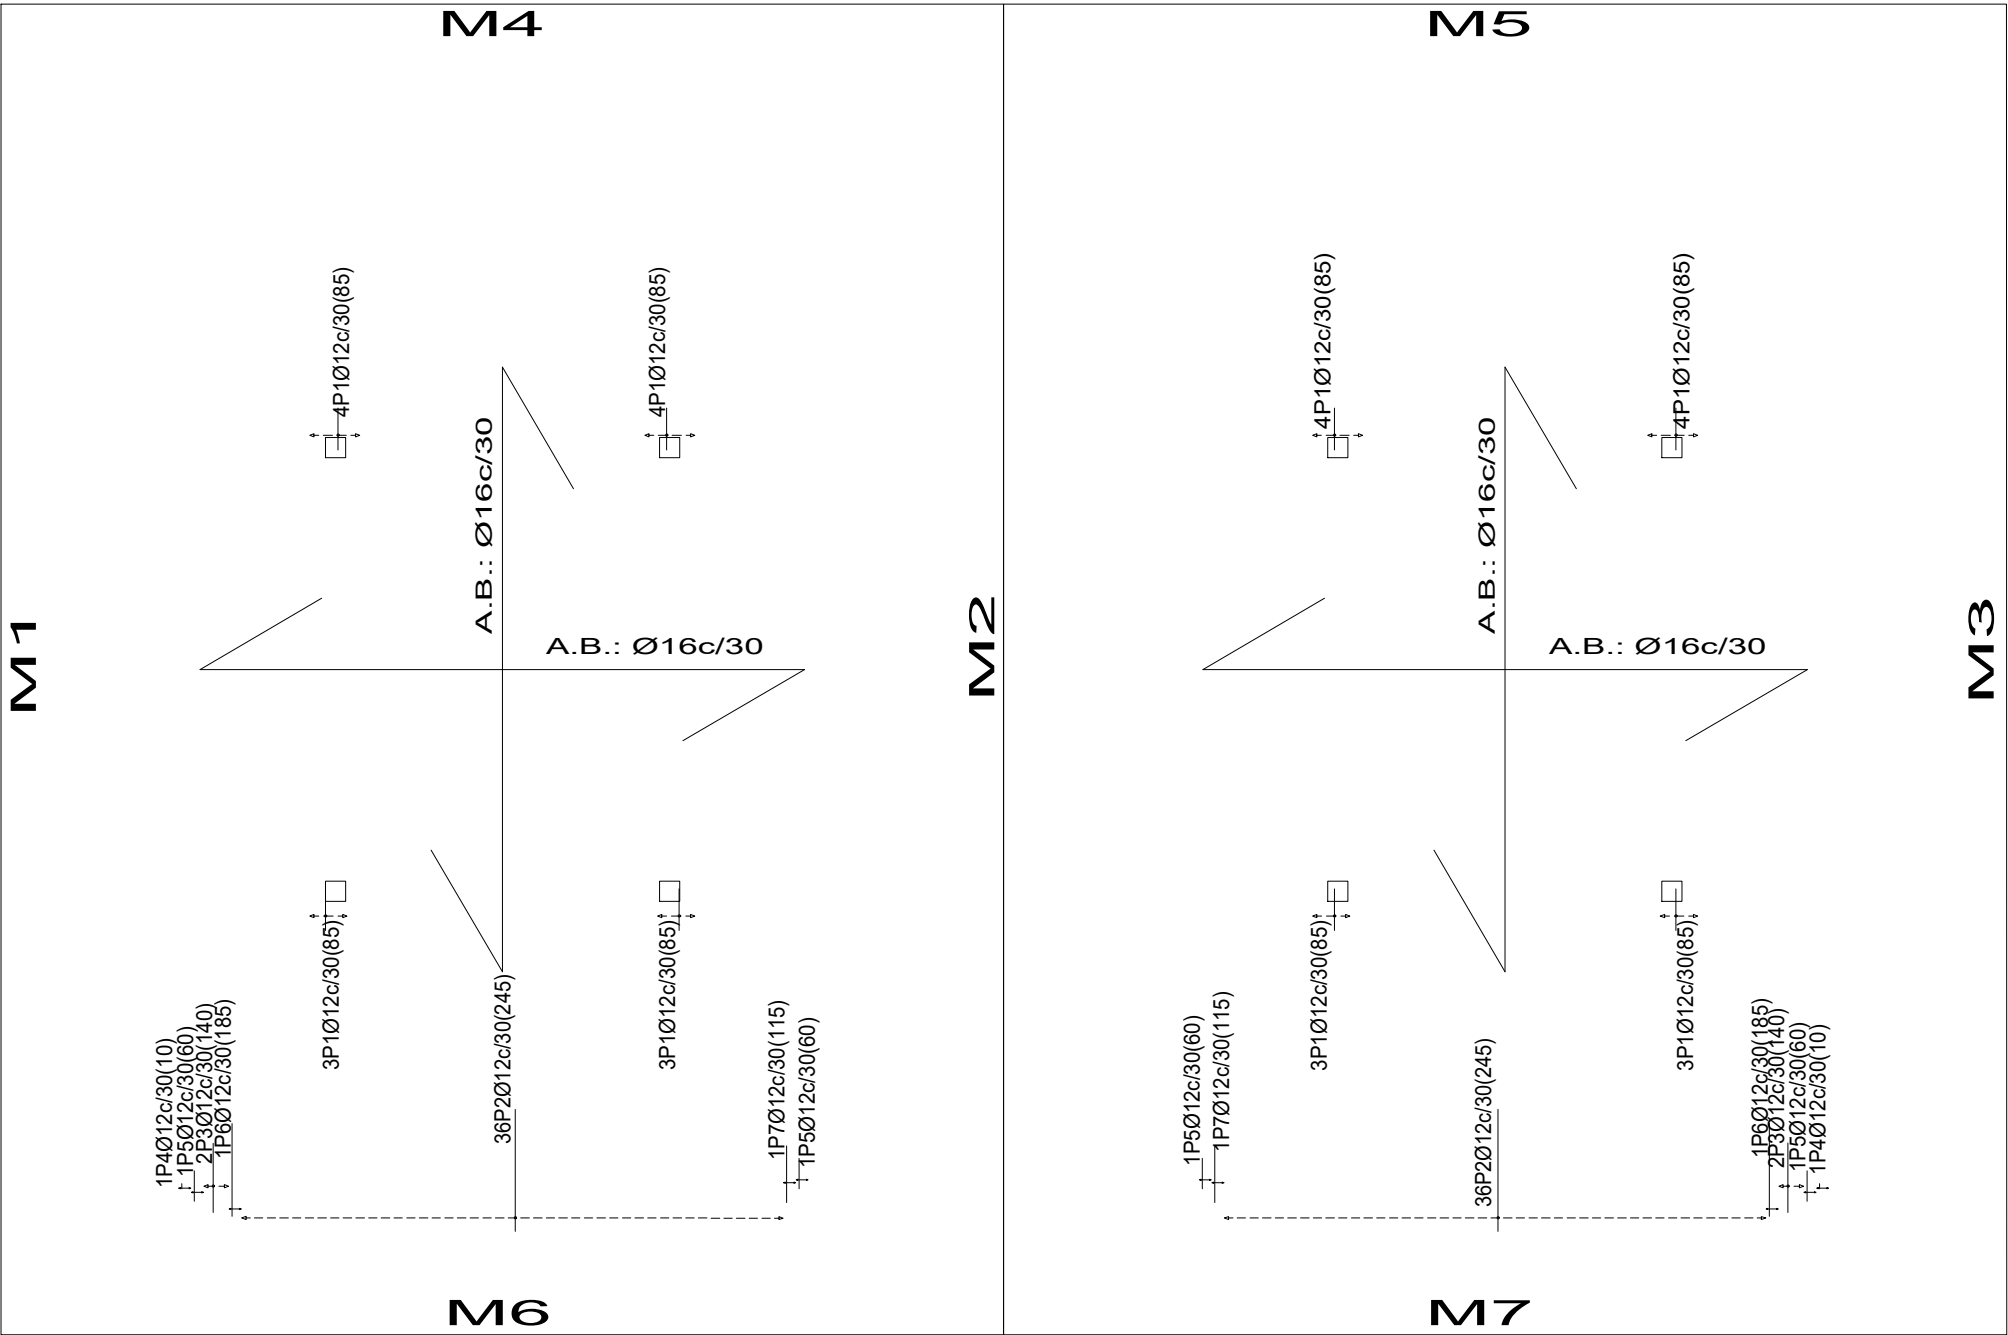 M4
M5
4P1Ø12c/30(85)
4P1Ø12c/30(85)
4P1Ø12c/30(85)
4P1Ø12c/30(85)
A.B.: Ø16c/30
A.B.: Ø16c/30
M1
A.B.: Ø16c/30
M2
A.B.: Ø16c/30
M3
3P1Ø12c/30(85)
3P1Ø12c/30(85)
3P1Ø12c/30(85)
3P1Ø12c/30(85)
1P4Ø12c/30(10)
1P5Ø12c/30(60)
2P3Ø12c/30(140)
1P6Ø12c/30(185)
36P2Ø12c/30(245)
1P7Ø12c/30(115)
1P5Ø12c/30(60)
1P5Ø12c/30(60)
1P7Ø12c/30(115)
36P2Ø12c/30(245)
1P6Ø12c/30(185)
2P3Ø12c/30(140)
1P5Ø12c/30(60)
1P4Ø12c/30(10)
M6
M7